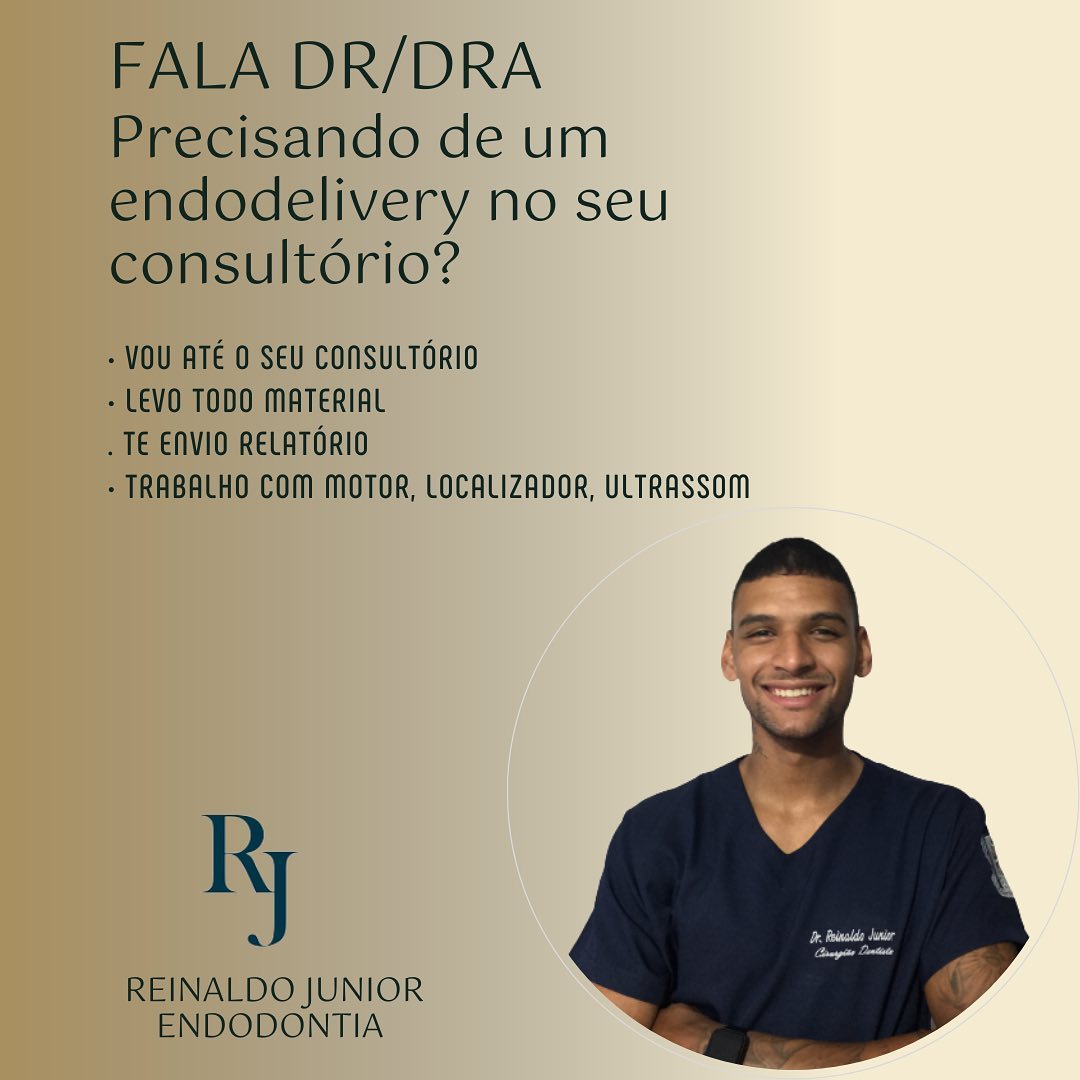 FALA DR/DRA
Precisando de um
endodelivery no seu
consultório?
• VOU ATÉ O SEU CONSULTÓRIO
• LEVO TODO MATERIAL
. TE ENVIO RELATÓRIO
• TRABALHO COM MOTOR, LOCALIZADOR, ULTRASSOM
Dr. Reinaldo Junior
Cirurgião Dentista
RJ
REINALDO JUNIOR
ENDODONTIA